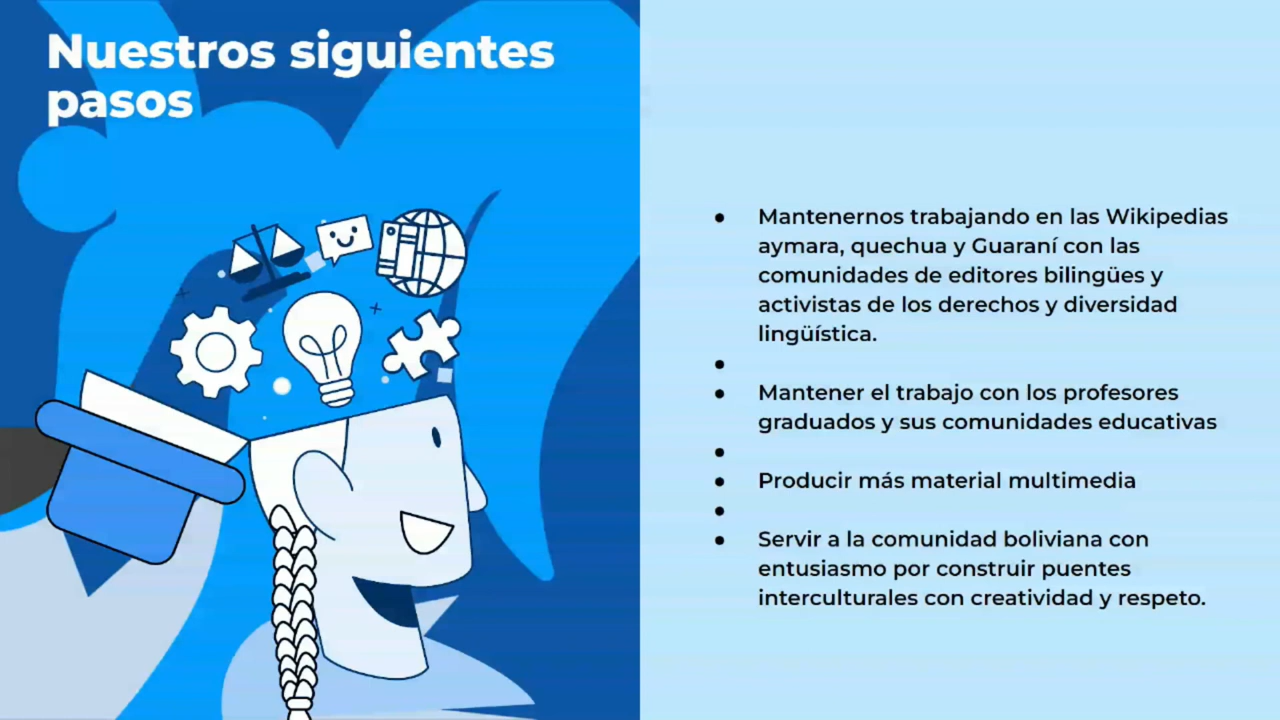 Nuestros siguientes
pasos
● Mantenernos trabajando en las Wikipedias
aymara, quechua y Guaraní con las
comunidades de editores bilingües y
activistas de los derechos y diversidad
lingüística.
●
● Mantener el trabajo con los profesores
graduados y sus comunidades educativas
●
● Producir más material multimedia
●
● Servir a la comunidad boliviana con
entusiasmo por construir puentes
interculturales con creatividad y respeto.